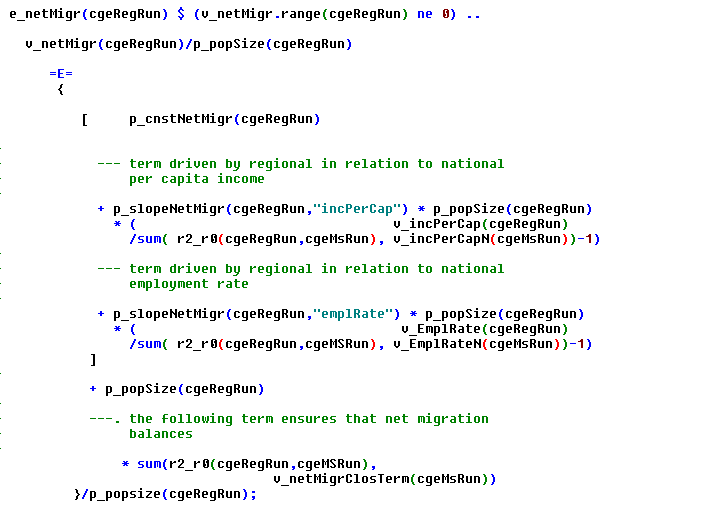 e_netMigr(cgeRegRun) $ (v_netMigr.range(cgeRegRun) ne 0) ..
v_netMigr(cgeRegRun)/p_popSize(cgeRegRun)
=E=
{
[ p_cnstNetMigr(cgeRegRun)
--- term driven by regional in relation to national
per capita income
+ p_slopeNetMigr(cgeRegRun,"incPerCap") * p_popSize(cgeRegRun)
* ( v_incPerCap(cgeRegRun)
/sum( r2_r0(cgeRegRun,cgeMsRun), v_incPerCapN(cgeMsRun))-1)
--- term driven by regional in relation to national
employment rate
+ p_slopeNetMigr(cgeRegRun,"emplRate") * p_popSize(cgeRegRun)
* ( v_EmplRate(cgeRegRun)
/sum( r2_r0(cgeRegRun,cgeMSRun), v_EmplRateN(cgeMsRun))-1)
]
+ p_popSize(cgeRegRun)
---. the following term ensures that net migration
balances
* sum(r2_r0(cgeRegRun,cgeMSRun),
v_netMigrClosTerm(cgeMsRun))
}/p_popsize(cgeRegRun);